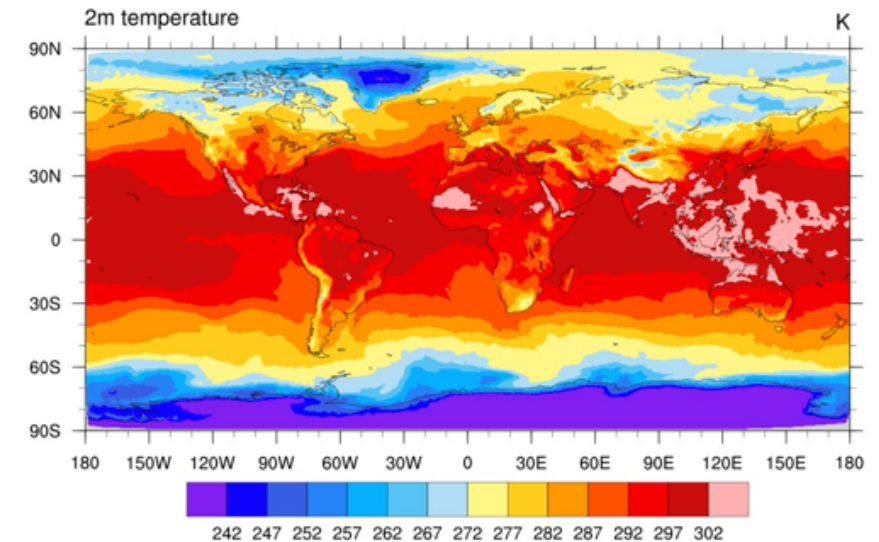 2m temperature K
90N
60N
30N
0
30S
60S
90S
180 150W 120W 90W 60W 30W 0 30E 60E 90E 120E 150E 180
242 247 252 257 262 267 272 277 282 287 292 297 302